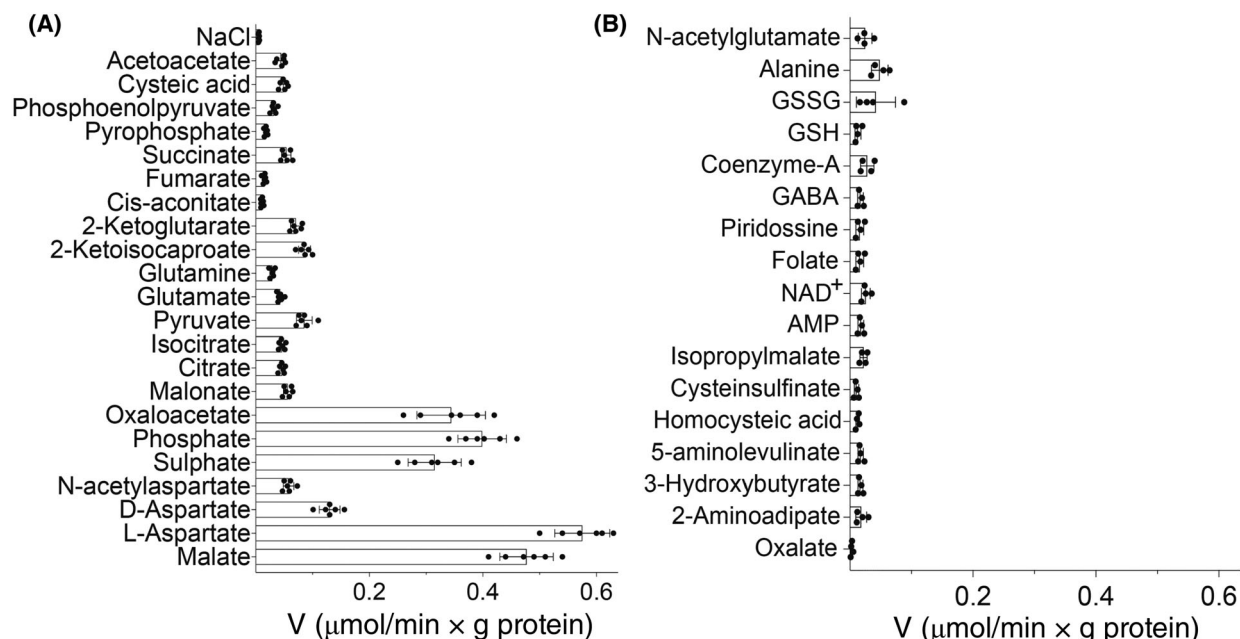 (A)
NaCl
Acetoacetate
Cysteic acid
Phosphoenolpyruvate
Pyrophosphate
Succinate
Fumarate
Cis-aconitate
2-Ketoglutarate
2-Ketoisocaproate
Glutamine
Glutamate
Pyruvate
Isocitrate
Citrate
Malonate
Oxaloacetate
Phosphate
Sulphate
N-acetylaspartate
D-Aspartate
L-Aspartate
Malate
0.2 0.4 0.6
V (μmol/min × g protein)
(B)
N-acetylglutamate
Alanine
GSSG
GSH
Coenzyme-A
GABA
Piridossine
Folate
NAD⁺
AMP
Isopropylmalate
Cysteinsulfinate
Homocysteic acid
5-aminolevulinate
3-Hydroxybutyrate
2-Aminoadipate
Oxalate
0.2 0.4 0.6
V (μmol/min × g protein)